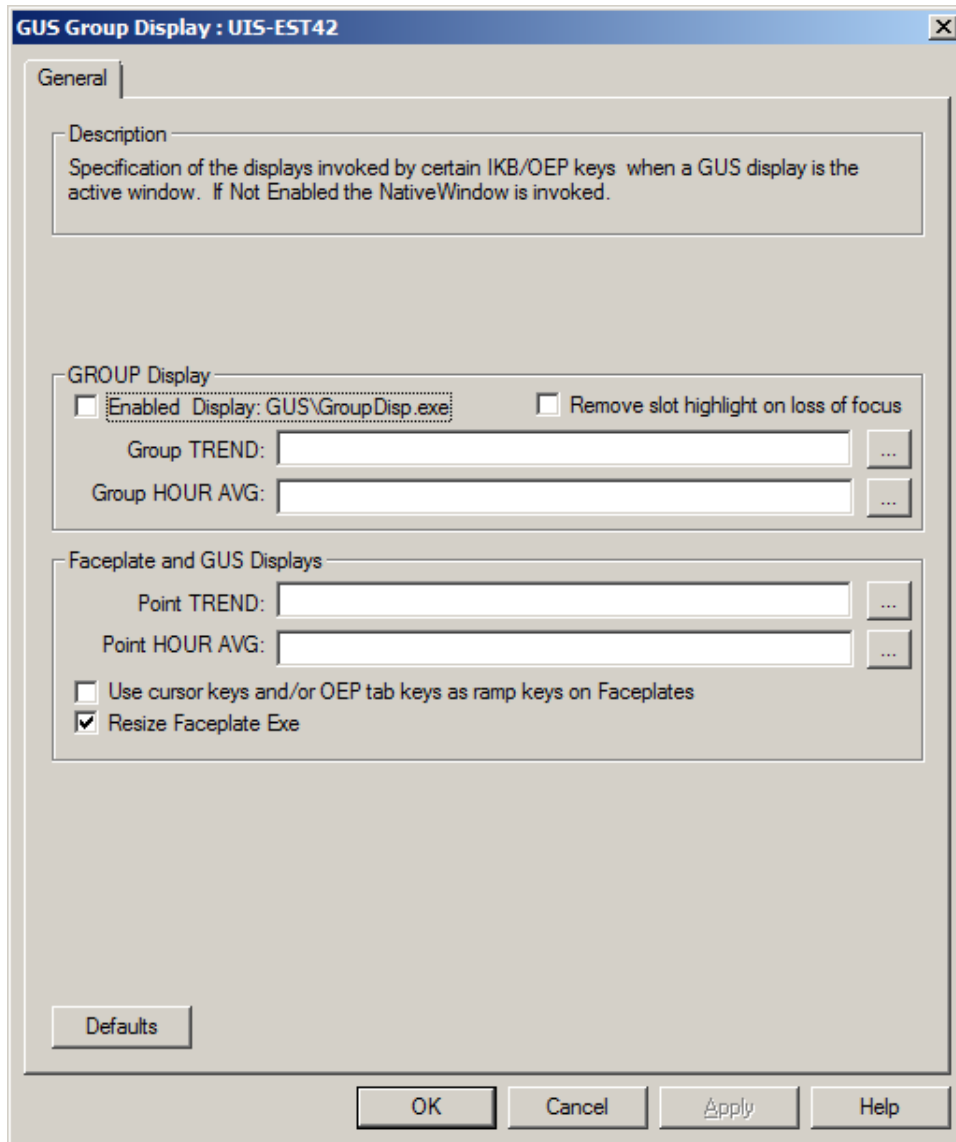 GUS Group Display : UIS-EST42
General
Description
Specification of the displays invoked by certain IKB/OEP keys  when a GUS display is the
active window.  If Not Enabled the NativeWindow is invoked.
GROUP Display
Enabled  Display: GUS\GroupDisp.exe
Remove slot highlight on loss of focus
Group TREND:
...
Group HOUR AVG:
...
Faceplate and GUS Displays
Point TREND:
...
Point HOUR AVG:
...
Use cursor keys and/or OEP tab keys as ramp keys on Faceplates
Resize Faceplate Exe
Defaults
OK
Cancel
Apply
Help